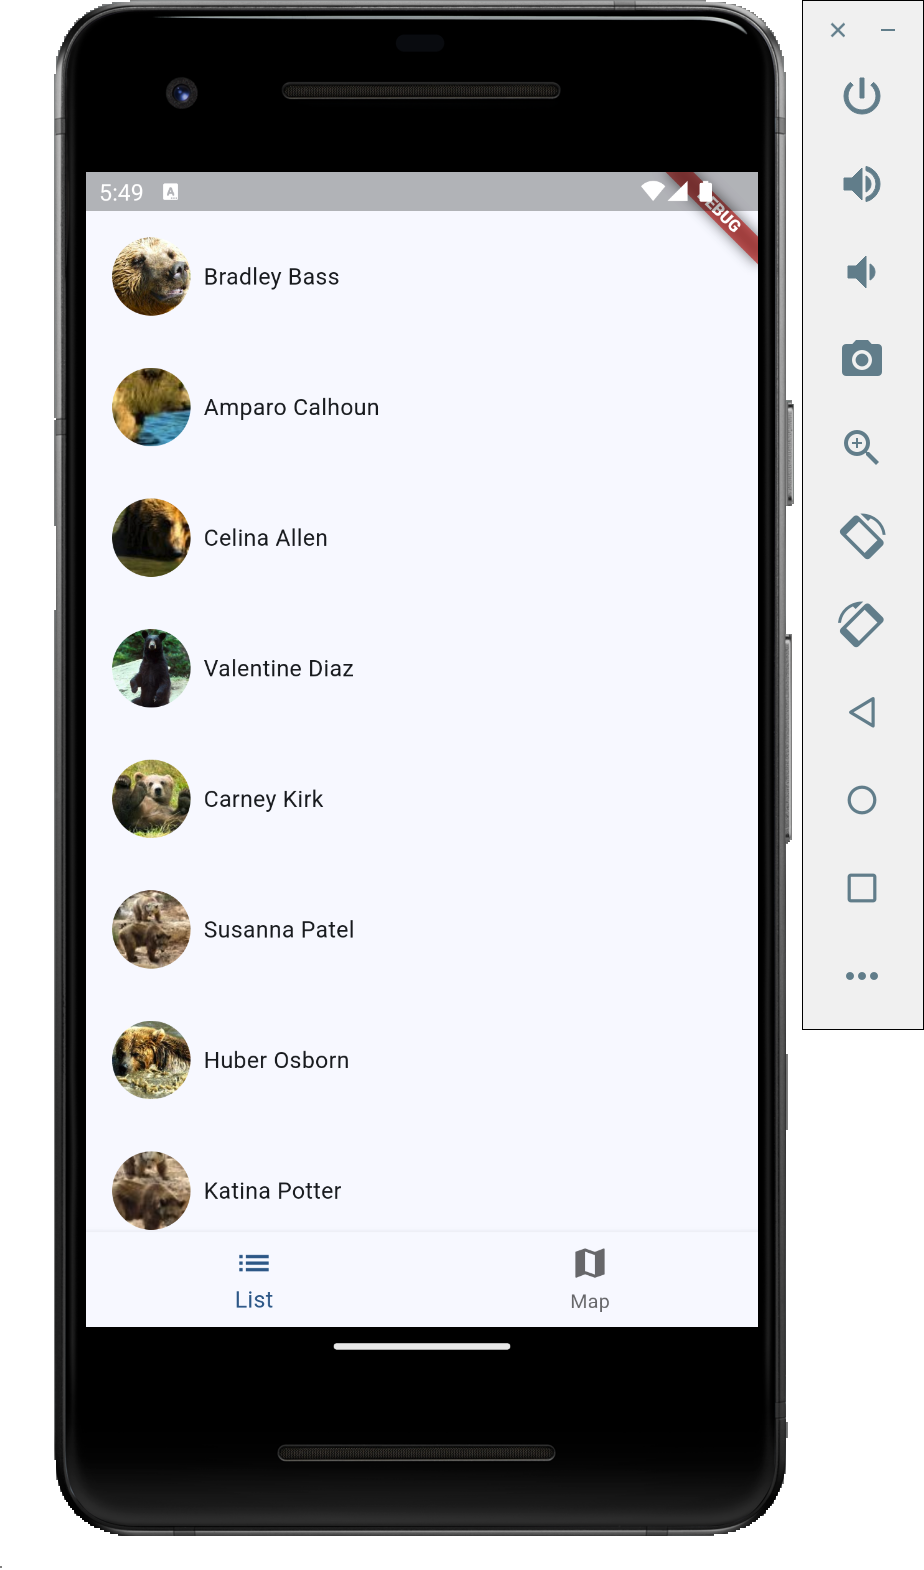 5:49
DEBUG
Bradley Bass
Amparo Calhoun
Celina Allen
Valentine Diaz
Carney Kirk
Susanna Patel
Huber Osborn
Katina Potter
List
Map